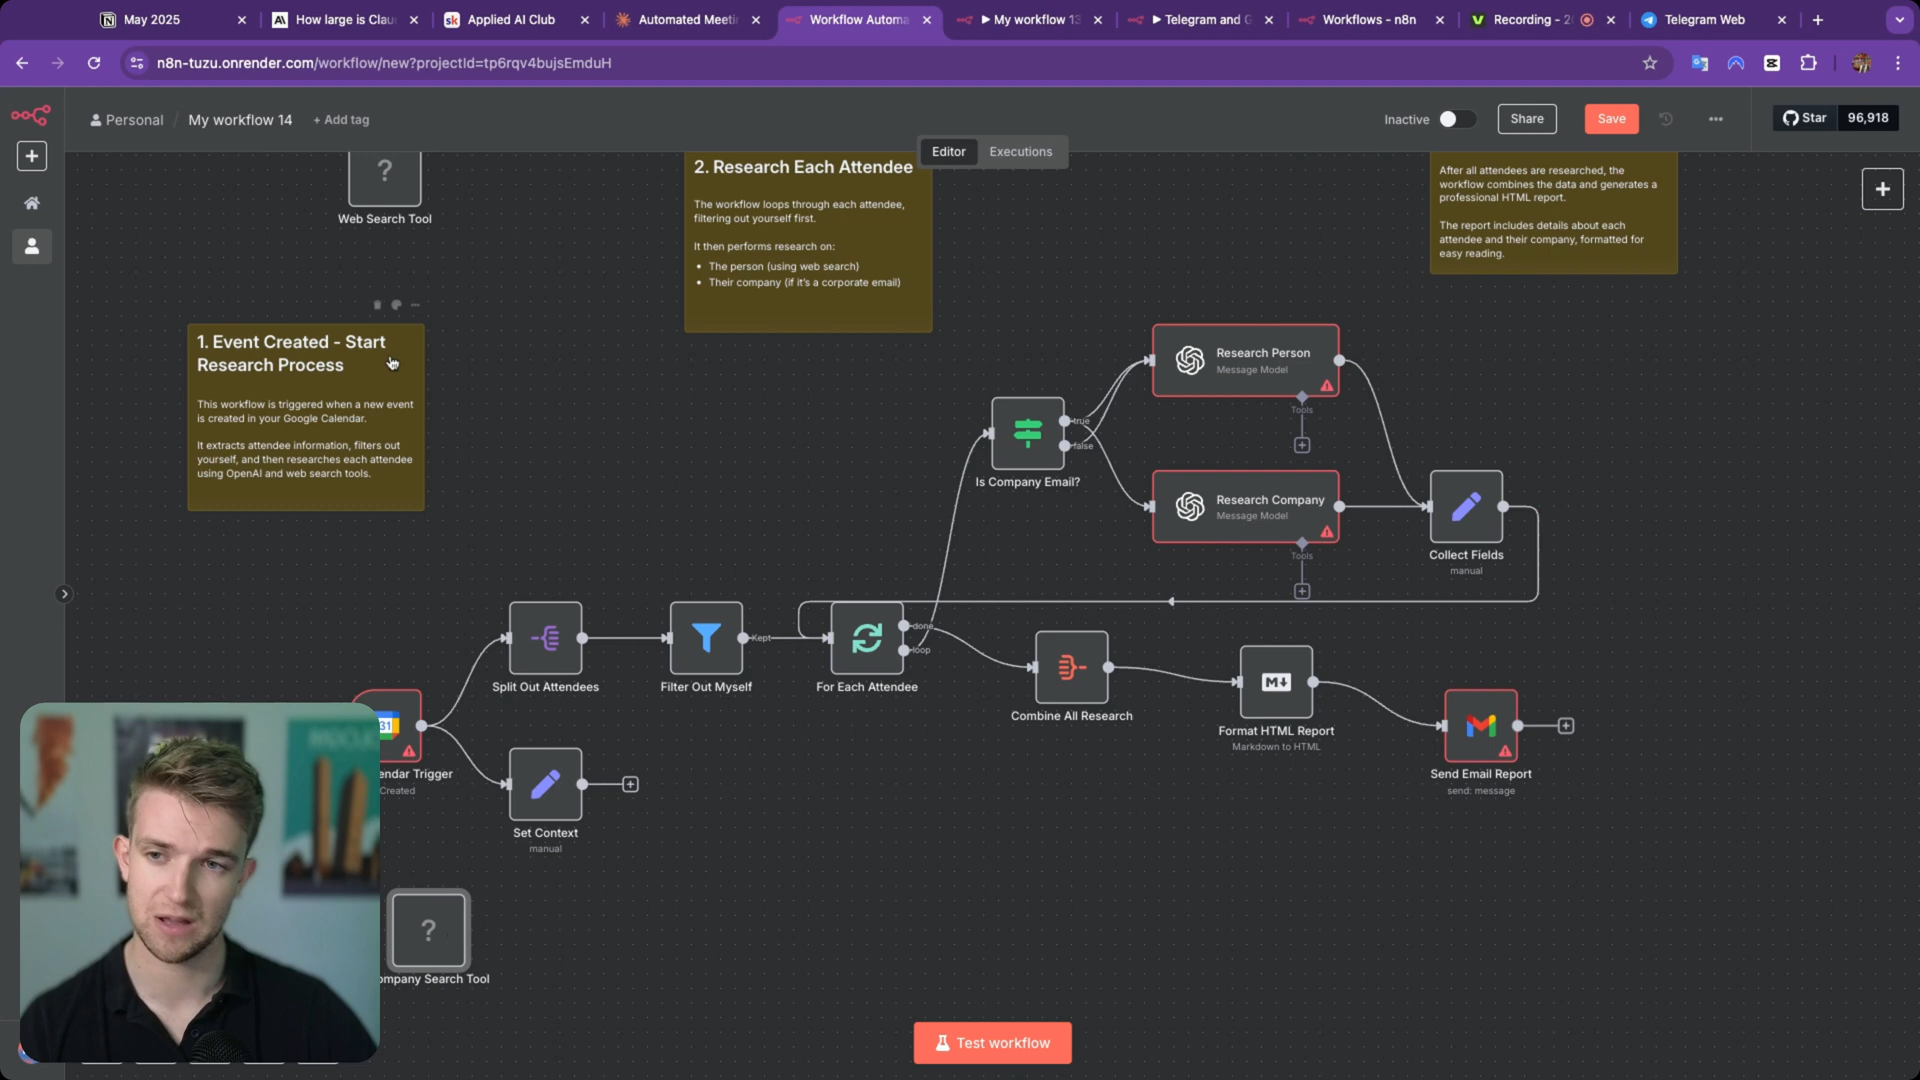 May 2025
How large is Clau
Applied AI Club
Automated Meeti
Workflow Automa
My workflow 13
Telegram and G
Workflows - n8n
Recording - 2
Telegram Web
n8n-tuzu.onrender.com/workflow/new?projectId=tp6rqv4bujsEmduH
Personal / My workflow 14 + Add tag
Inactive
Share
Save
Star 96,918
Editor
Executions
?
Web Search Tool
2. Research Each Attendee
The workflow loops through each attendee,
filtering out yourself first.
It then performs research on:
• The person (using web search)
• Their company (if it's a corporate email)
After all attendees are researched, the
workflow combines the data and generates a
professional HTML report.
The report includes details about each
attendee and their company, formatted for
easy reading.
1. Event Created - Start
Research Process
This workflow is triggered when a new event
is created in your Google Calendar.
It extracts attendee information, filters out
yourself, and then researches each attendee
using OpenAI and web search tools.
Research Person
Message Model
Tools
true
false
Is Company Email?
Research Company
Message Model
Tools
Collect Fields
manual
Split Out Attendees
Kept
Filter Out Myself
done
loop
For Each Attendee
Combine All Research
Format HTML Report
Markdown to HTML
Send Email Report
send: message
31
endar Trigger
Created
Set Context
manual
?
ompany Search Tool
Test workflow